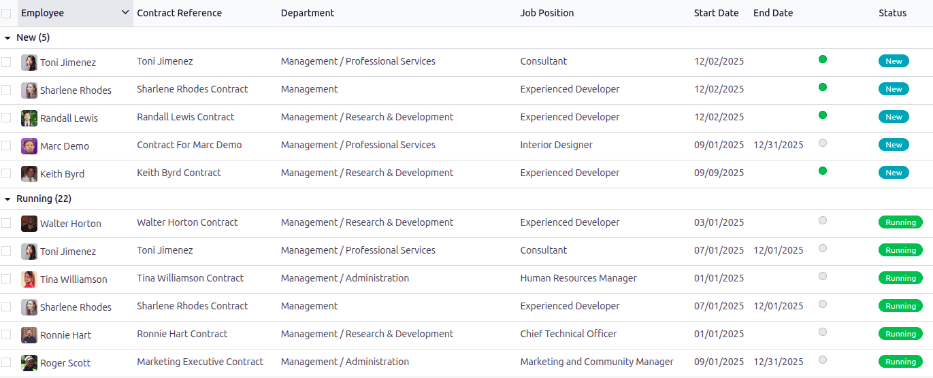 Employee Contract Reference Department Job Position Start Date End Date Status
New (5)
Toni Jimenez Toni Jimenez Management / Professional Services Consultant 12/02/2025 New
Sharlene Rhodes Sharlene Rhodes Contract Management Experienced Developer 12/02/2025 New
Randall Lewis Randall Lewis Contract Management / Research & Development Experienced Developer 12/02/2025 New
Marc Demo Contract For Marc Demo Management / Professional Services Interior Designer 09/01/2025 12/31/2025 New
Keith Byrd Keith Byrd Contract Management / Research & Development Experienced Developer 09/09/2025 New
Running (22)
Walter Horton Walter Horton Contract Management / Research & Development Experienced Developer 03/01/2025 Running
Toni Jimenez Toni Jimenez Management / Professional Services Consultant 07/01/2025 12/01/2025 Running
Tina Williamson Tina Williamson Contract Management / Administration Human Resources Manager 01/01/2025 Running
Sharlene Rhodes Sharlene Rhodes Contract Management Experienced Developer 07/01/2025 12/01/2025 Running
Ronnie Hart Ronnie Hart Contract Management / Research & Development Chief Technical Officer 01/01/2025 Running
Roger Scott Marketing Executive Contract Management / Administration Marketing and Community Manager 09/01/2025 12/31/2025 Running